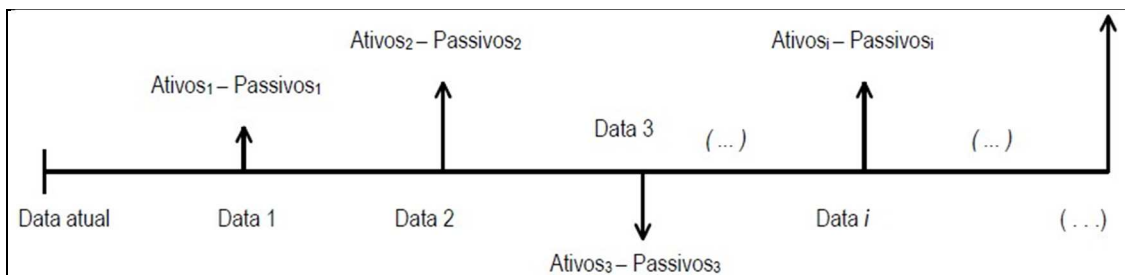 Ativos₂ – Passivos₂
Ativosᵢ – Passivosᵢ
Ativos₁ – Passivos₁
Data 3
( ... )
( ... )
Data atual
Data 1
Data 2
Data i
( . . .)
Ativos₃ – Passivos₃